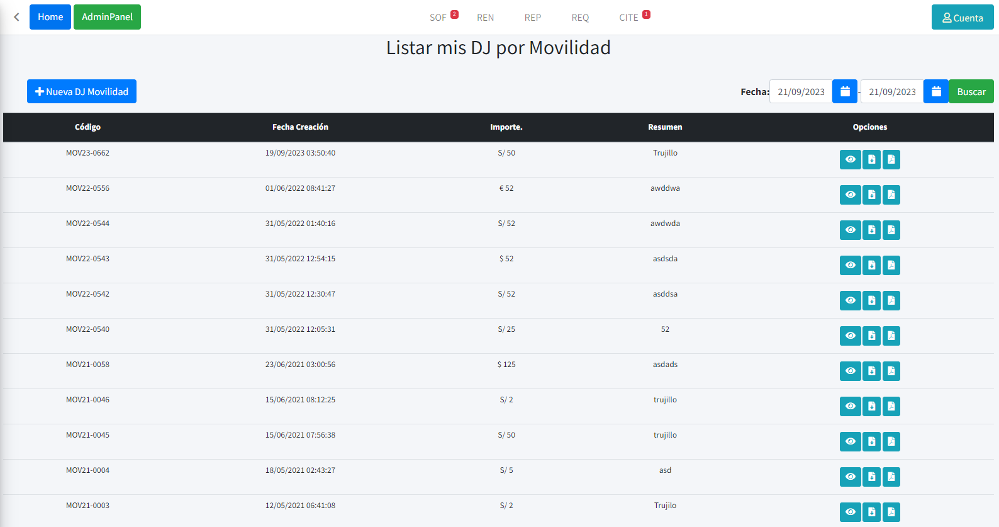 Home AdminPanel SOF 2 REN REP REQ CITE 1 Cuenta
Listar mis DJ por Movilidad
Nueva DJ Movilidad Fecha: 21/09/2023 - 21/09/2023 Buscar
Código Fecha Creación Importe. Resumen Opciones
MOV23-0662 19/09/2023 03:50:40 S/ 50 Trujillo
MOV22-0556 01/06/2022 08:41:27 € 52 awddwa
MOV22-0544 31/05/2022 01:40:16 S/ 52 awdwda
MOV22-0543 31/05/2022 12:54:15 $ 52 asdsda
MOV22-0542 31/05/2022 12:30:47 S/ 52 asddsa
MOV22-0540 31/05/2022 12:05:31 S/ 25 52
MOV21-0058 23/06/2021 03:00:56 $ 125 asdads
MOV21-0046 15/06/2021 08:12:25 S/ 2 trujillo
MOV21-0045 15/06/2021 07:56:38 S/ 50 trujillo
MOV21-0004 18/05/2021 02:43:27 S/ 5 asd
MOV21-0003 12/05/2021 06:41:08 S/ 2 Trujilo